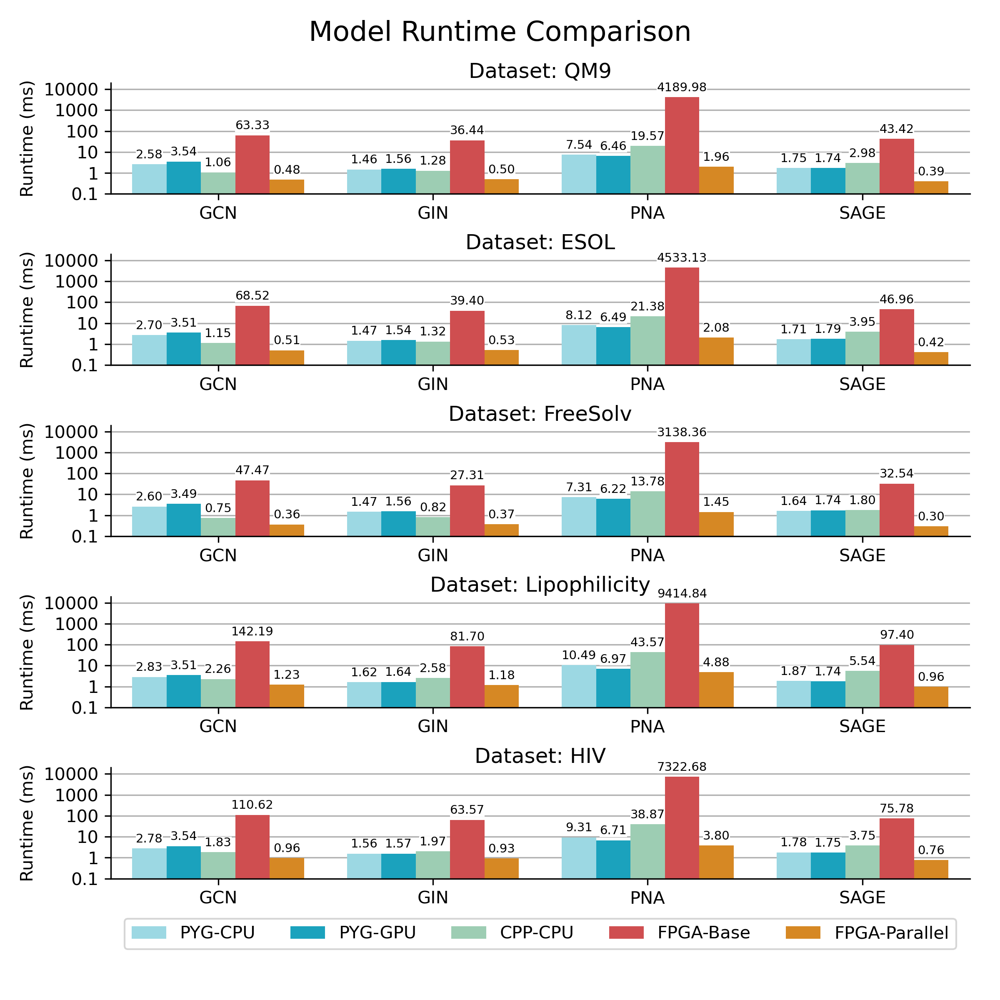 Model Runtime Comparison
Dataset: QM9
Runtime (ms)
10000
1000
100
10
1
0.1
2.58 3.54 1.06 63.33 0.48
1.46 1.56 1.28 36.44 0.50
7.54 6.46 19.57 4189.98 1.96
1.75 1.74 2.98 43.42 0.39
GCN GIN PNA SAGE
Dataset: ESOL
Runtime (ms)
10000
1000
100
10
1
0.1
2.70 3.51 1.15 68.52 0.51
1.47 1.54 1.32 39.40 0.53
8.12 6.49 21.38 4533.13 2.08
1.71 1.79 3.95 46.96 0.42
GCN GIN PNA SAGE
Dataset: FreeSolv
Runtime (ms)
10000
1000
100
10
1
0.1
2.60 3.49 0.75 47.47 0.36
1.47 1.56 0.82 27.31 0.37
7.31 6.22 13.78 3138.36 1.45
1.64 1.74 1.80 32.54 0.30
GCN GIN PNA SAGE
Dataset: Lipophilicity
Runtime (ms)
10000
1000
100
10
1
0.1
2.83 3.51 2.26 142.19 1.23
1.62 1.64 2.58 81.70 1.18
10.49 6.97 43.57 9414.84 4.88
1.87 1.74 5.54 97.40 0.96
GCN GIN PNA SAGE
Dataset: HIV
Runtime (ms)
10000
1000
100
10
1
0.1
2.78 3.54 1.83 110.62 0.96
1.56 1.57 1.97 63.57 0.93
9.31 6.71 38.87 7322.68 3.80
1.78 1.75 3.75 75.78 0.76
GCN GIN PNA SAGE
PYG-CPU PYG-GPU CPP-CPU FPGA-Base FPGA-Parallel